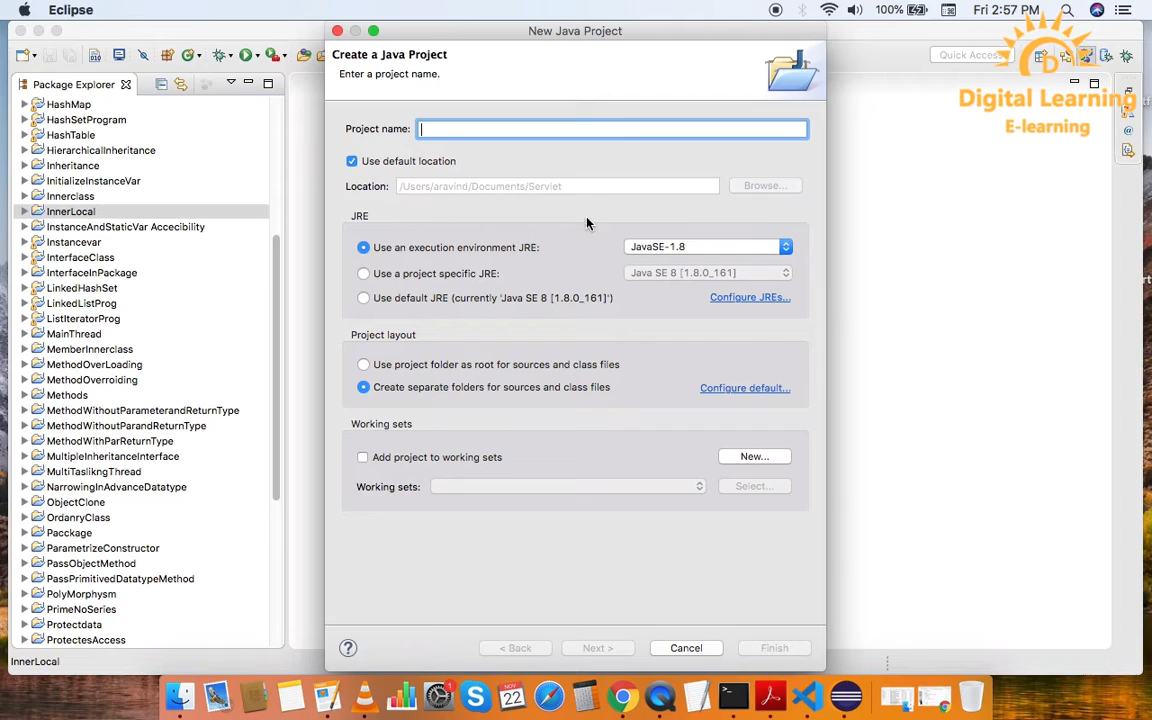 Eclipse
100%
Fri 2:57 PM
New Java Project
Quick Access
Digital Learning
E-learning
Package Explorer
HashMap
HashSetProgram
HashTable
HierarchicalInheritance
Inheritance
InitializeInstanceVar
Innerclass
InnerLocal
InstanceAndStaticVar Accecibility
Instancevar
InterfaceClass
InterfaceInPackage
LinkedHashSet
LinkedListProg
ListIteratorProg
MainThread
MemberInnerclass
MethodOverLoading
MethodOverroiding
Methods
MethodWithoutParameterandReturnType
MethodWithoutParandReturnType
MethodWithParReturnType
MultipleInheritanceInterface
MultiTaslikngThread
NarrowingInAdvanceDatatype
ObjectClone
OrdanryClass
Pacckage
ParametrizeConstructor
PassObjectMethod
PassPrimitivedDatatypeMethod
PolyMorphysm
PrimeNoSeries
Protectdata
ProtectesAccess
InnerLocal
Create a Java Project
Enter a project name.
Project name:
Use default location
Location: /Users/aravind/Documents/Servlet Browse...
JRE
Use an execution environment JRE: JavaSE-1.8
Use a project specific JRE: Java SE 8 [1.8.0_161]
Use default JRE (currently 'Java SE 8 [1.8.0_161]') Configure JREs...
Project layout
Use project folder as root for sources and class files
Create separate folders for sources and class files Configure default...
Working sets
Add project to working sets New...
Working sets: Select...
? < Back Next > Cancel Finish
NOV
22